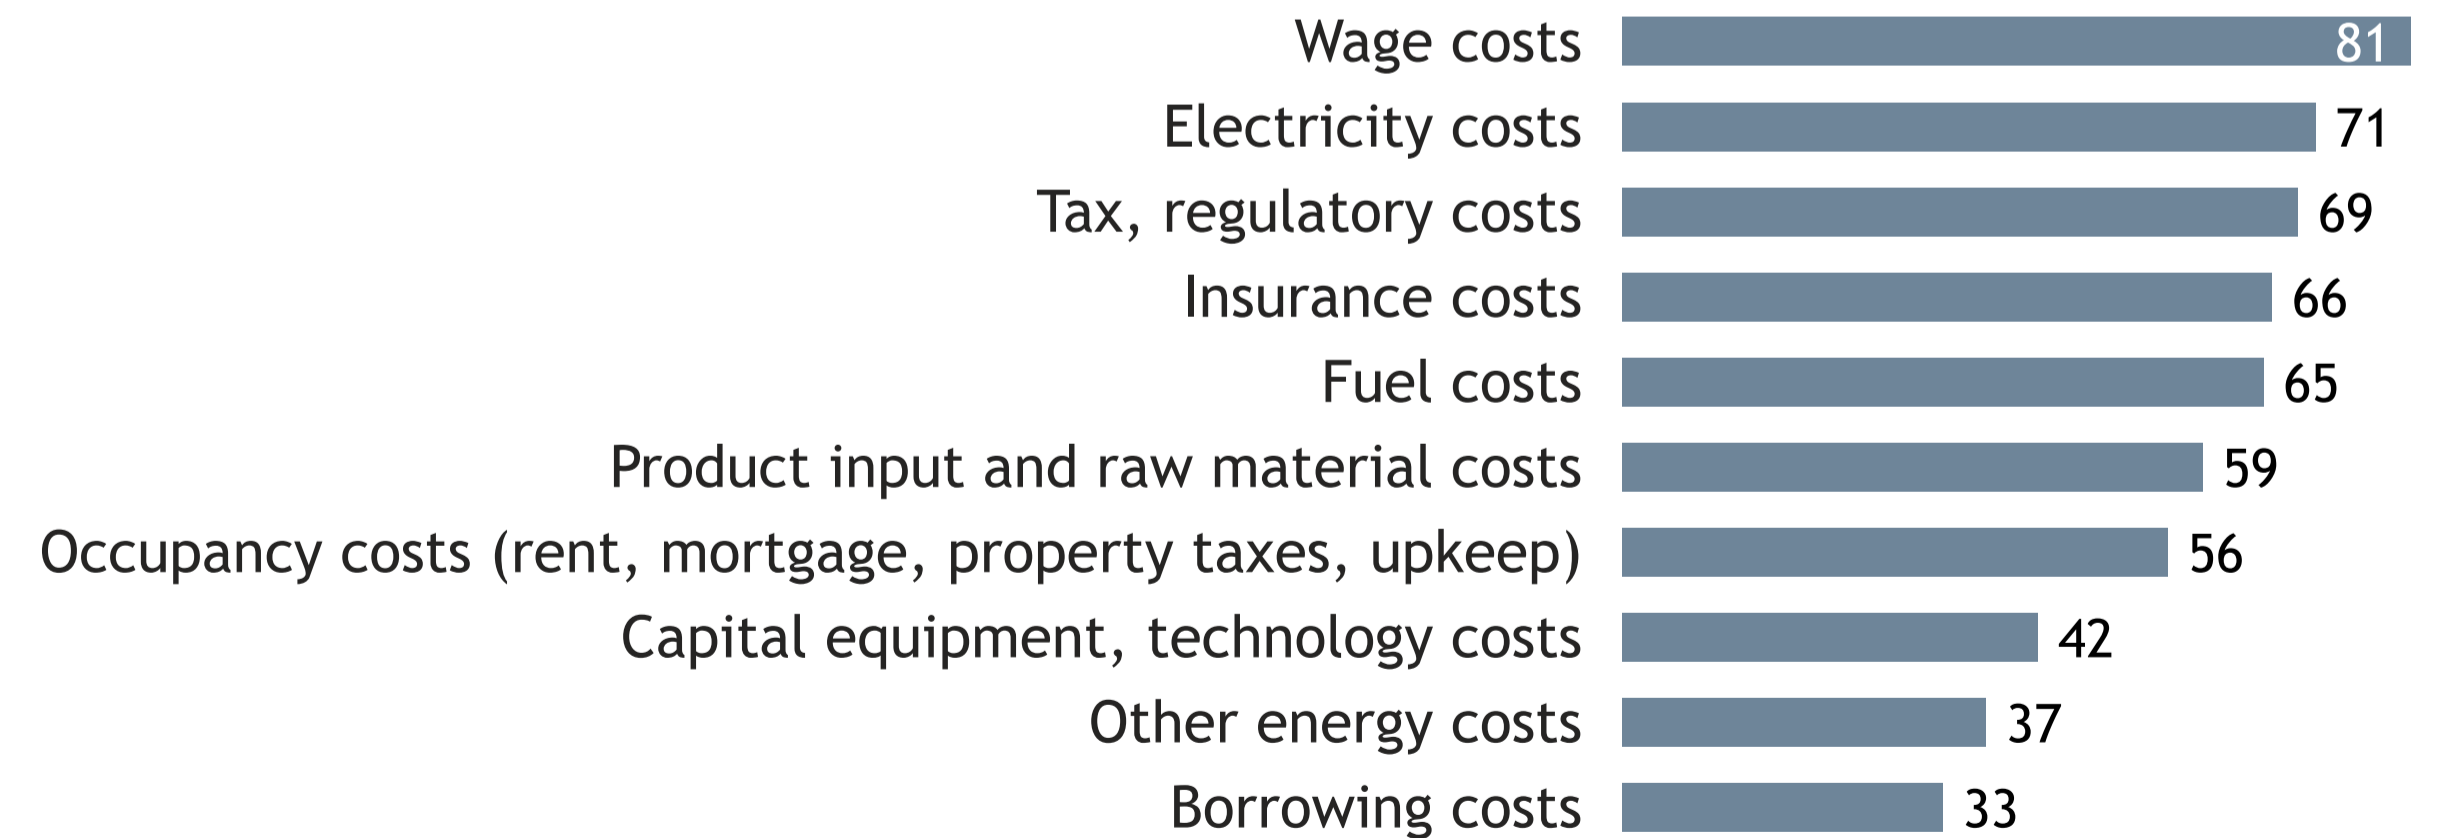 Wage costs 81
Electricity costs 71
Tax, regulatory costs 69
Insurance costs 66
Fuel costs 65
Product input and raw material costs 59
Occupancy costs (rent, mortgage, property taxes, upkeep) 56
Capital equipment, technology costs 42
Other energy costs 37
Borrowing costs 33